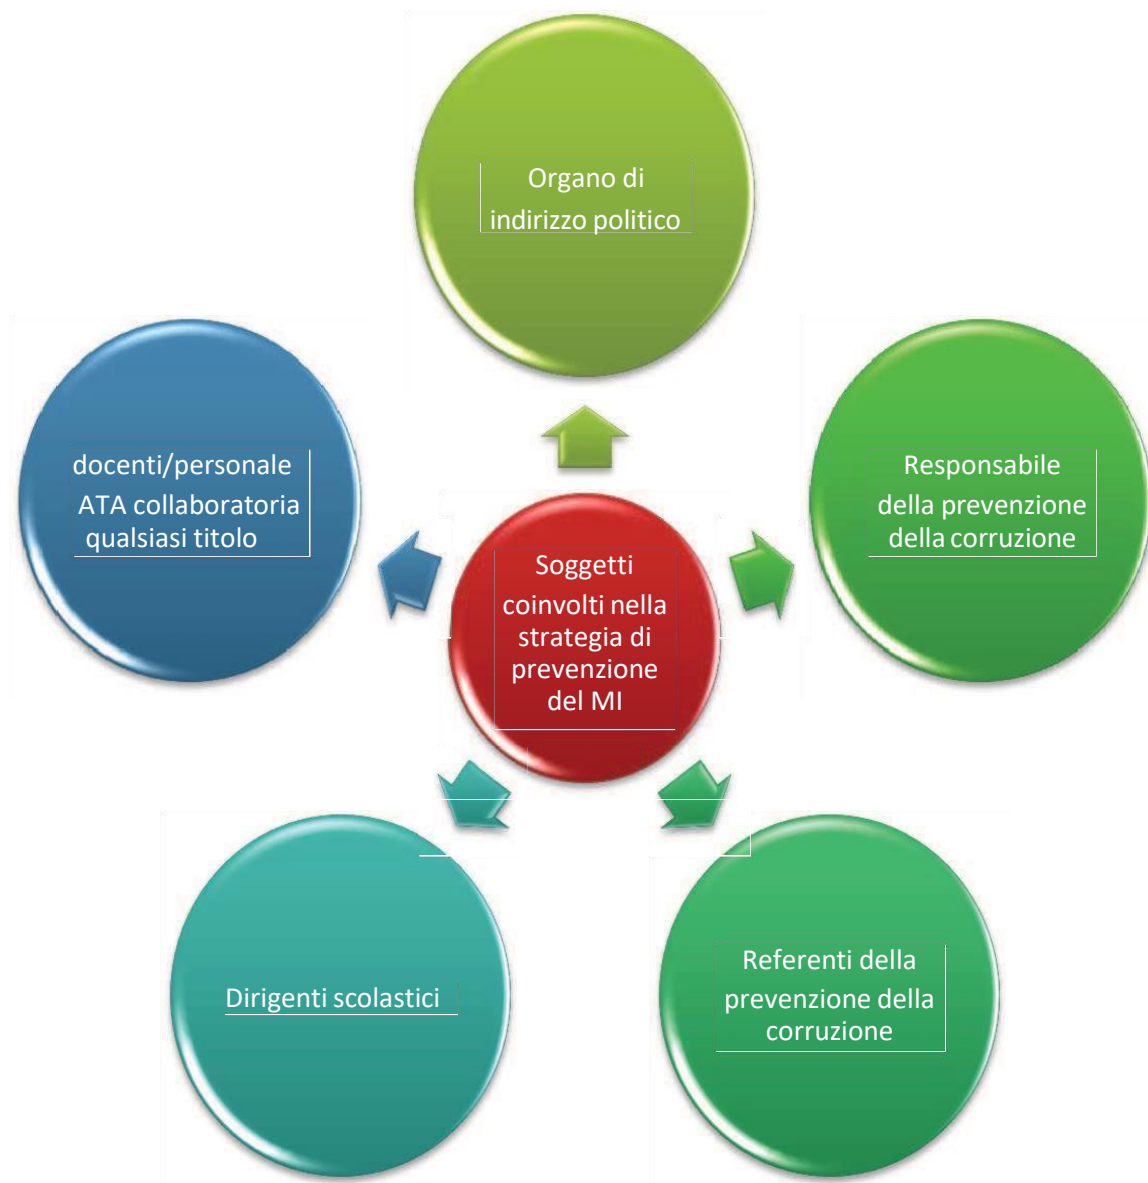 Organo di
indirizzo politico
docenti/personale
ATA collaboratoria
qualsiasi titolo
Responsabile
della prevenzione
della corruzione
Soggetti
coinvolti nella
strategia di
prevenzione
del MI
Dirigenti scolastici
Referenti della
prevenzione della
corruzione